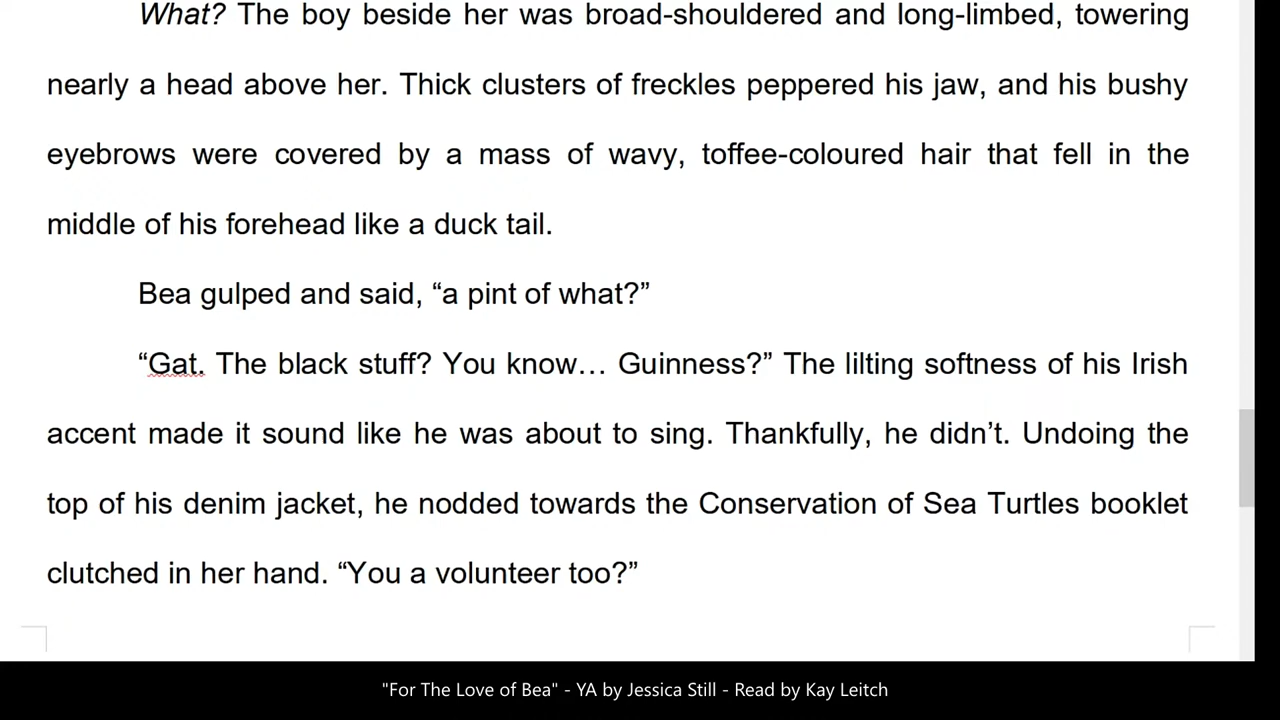 What? The boy beside her was broad-shouldered and long-limbed, towering
nearly a head above her. Thick clusters of freckles peppered his jaw, and his bushy
eyebrows were covered by a mass of wavy, toffee-coloured hair that fell in the
middle of his forehead like a duck tail.
Bea gulped and said, “a pint of what?”
“Gat. The black stuff? You know… Guinness?” The lilting softness of his Irish
accent made it sound like he was about to sing. Thankfully, he didn’t. Undoing the
top of his denim jacket, he nodded towards the Conservation of Sea Turtles booklet
clutched in her hand. “You a volunteer too?”
"For The Love of Bea" - YA by Jessica Still - Read by Kay Leitch